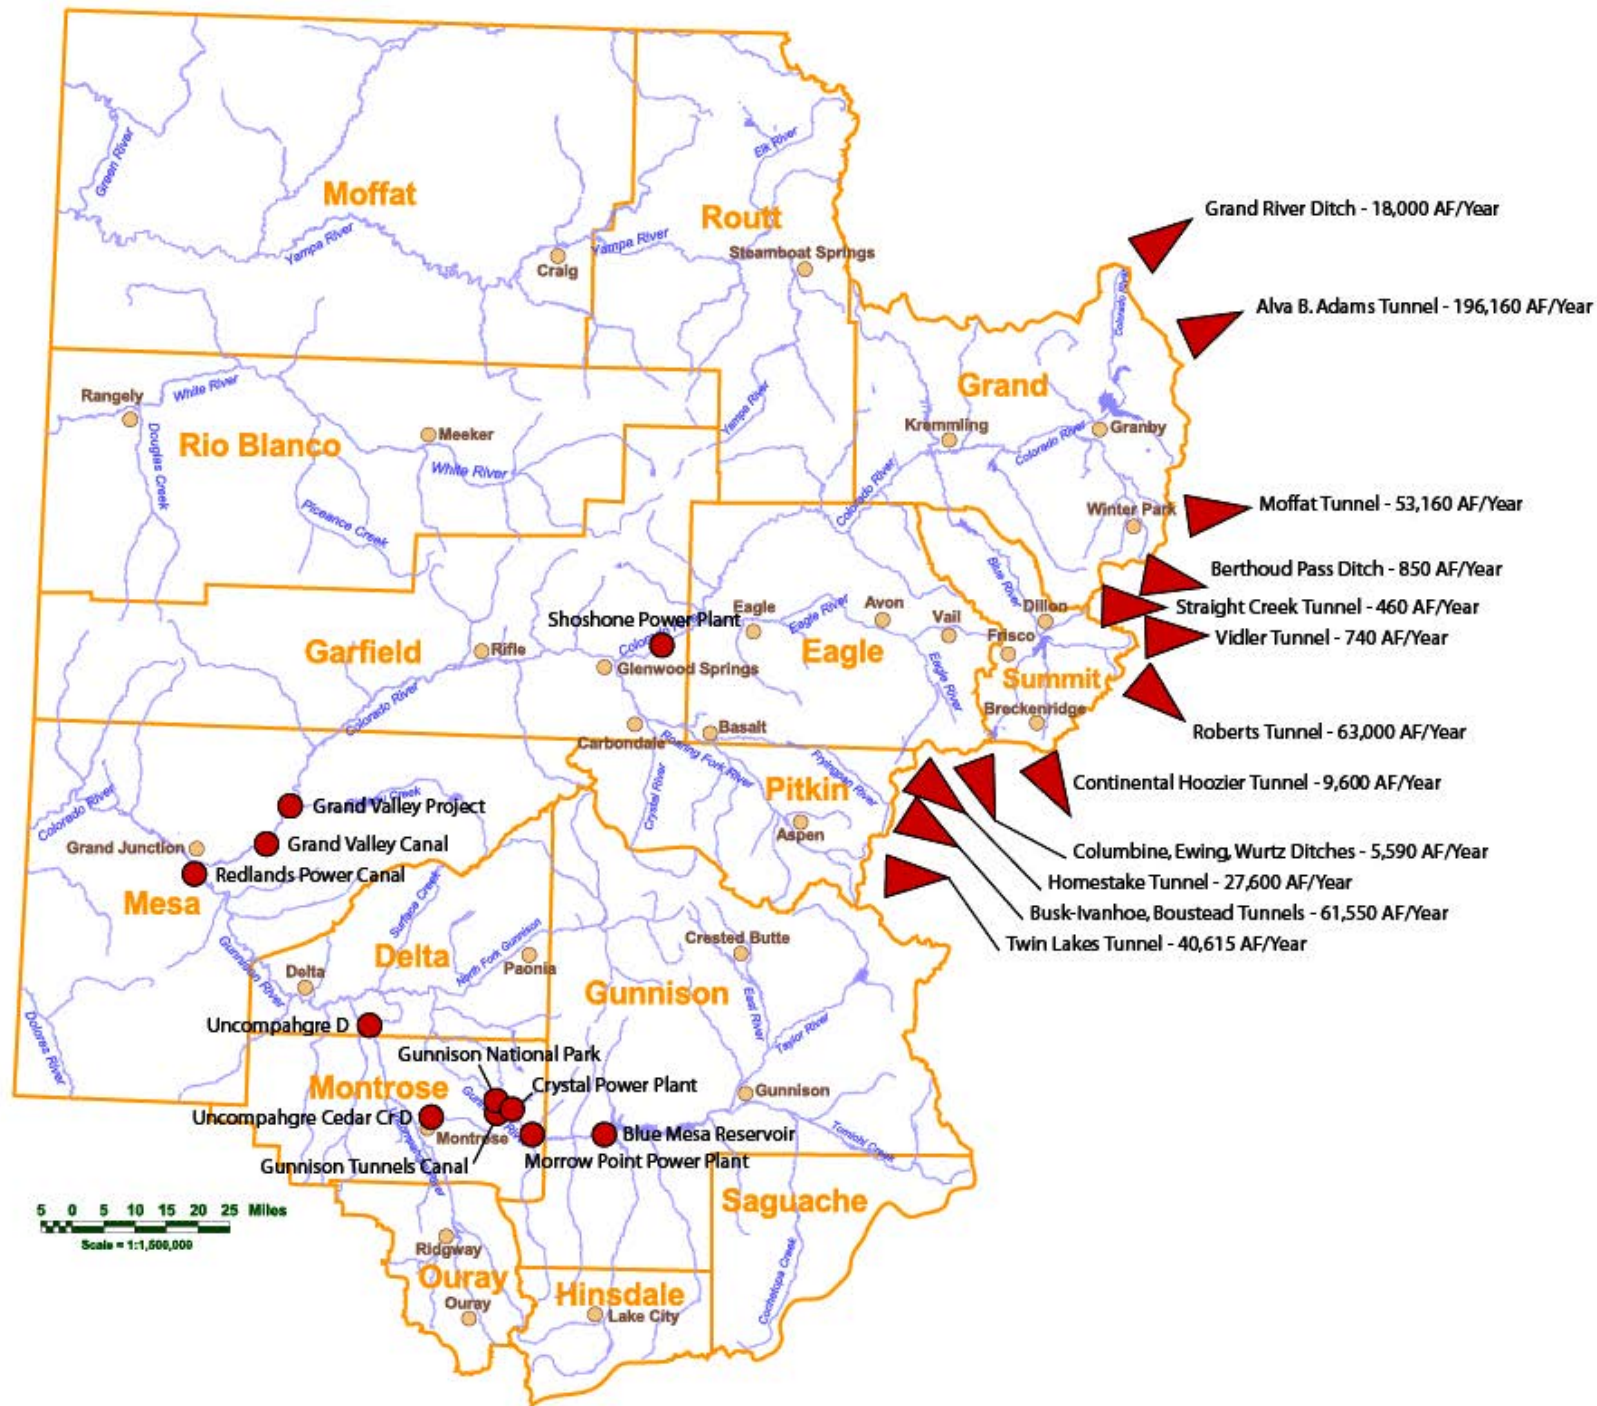 Grand River Ditch - 18,000 AF/Year
Alva B. Adams Tunnel - 196,160 AF/Year
Moffat Tunnel - 53,160 AF/Year
Berthoud Pass Ditch - 850 AF/Year
Straight Creek Tunnel - 460 AF/Year
Vidler Tunnel - 740 AF/Year
Roberts Tunnel - 63,000 AF/Year
Continental Hoozier Tunnel - 9,600 AF/Year
Columbine, Ewing, Wurtz Ditches - 5,590 AF/Year
Homestake Tunnel - 27,600 AF/Year
Busk-Ivanhoe, Boustead Tunnels - 61,550 AF/Year
Twin Lakes Tunnel - 40,615 AF/Year
Moffat
Green River
Yampa River
Craig
Routt
Elk River
Yampa River
Steamboat Springs
Yampa River
Grand
Colorado River
Kremmling
Colorado River
Granby
Winter Park
Colorado River
Rio Blanco
Rangely
White River
Douglas Creek
Meeker
White River
Piceance Creek
Garfield
Rifle
Shoshone Power Plant
Glenwood Springs
Colorado River
Carbondale
Eagle
Eagle
Eagle River
Avon
Vail
Eagle River
Basalt
Blue River
Dillon
Frisco
Summit
Breckenridge
Pitkin
Roaring Fork River
Fryingpan River
Crystal River
Aspen
Mesa
Colorado River
Grand Valley Project
Creek
Grand Valley Canal
Grand Junction
Redlands Power Canal
Gunnison River
Dolores River
Delta
Surface Creek
Delta
North Fork Gunnison
Paonia
Uncompahgre D
Gunnison
Crested Butte
East River
Taylor River
Gunnison
Tomichi Creek
Blue Mesa Reservoir
Montrose
Gunnison National Park
Crystal Power Plant
Uncompahgre Cedar Cr D
Montrose
Gunnison Tunnels Canal
Morrow Point Power Plant
Saguache
Cochetopa Creek
Ridgway
Ouray
Ouray
Hinsdale
Lake City
5 0 5 10 15 20 25 Miles
Scale = 1:1,500,000